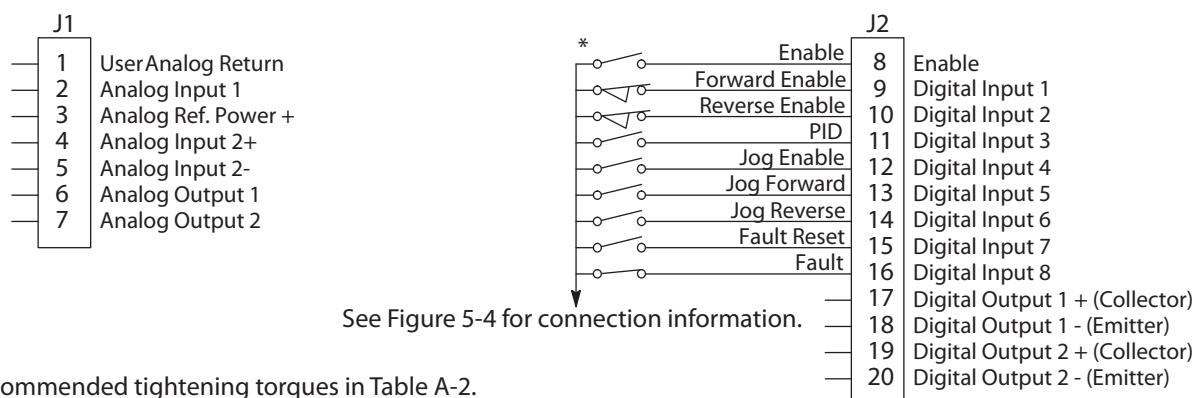 J1
1 UserAnalog Return
2 Analog Input 1
3 Analog Ref. Power +
4 Analog Input 2+
5 Analog Input 2-
6 Analog Output 1
7 Analog Output 2
J2
*
Enable 8 Enable
Forward Enable 9 Digital Input 1
Reverse Enable 10 Digital Input 2
PID 11 Digital Input 3
Jog Enable 12 Digital Input 4
Jog Forward 13 Digital Input 5
Jog Reverse 14 Digital Input 6
Fault Reset 15 Digital Input 7
Fault 16 Digital Input 8
17 Digital Output 1 + (Collector)
18 Digital Output 1 - (Emitter)
19 Digital Output 2 + (Collector)
20 Digital Output 2 - (Emitter)
See Figure 5-4 for connection information.
ommended tightening torques in Table A-2.